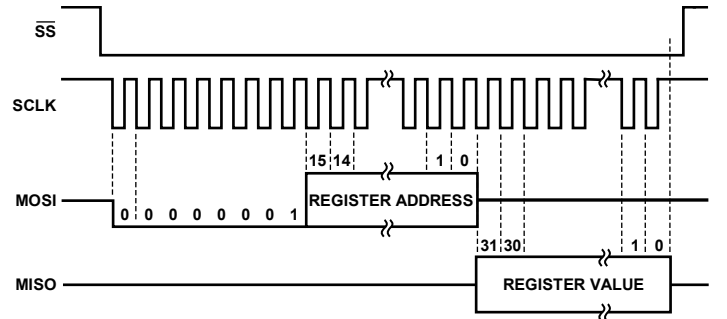 SS
SCLK
15 14 1 0
MOSI REGISTER ADDRESS
0 0 0 0 0 0 0 1
31 30 1 0
MISO REGISTER VALUE